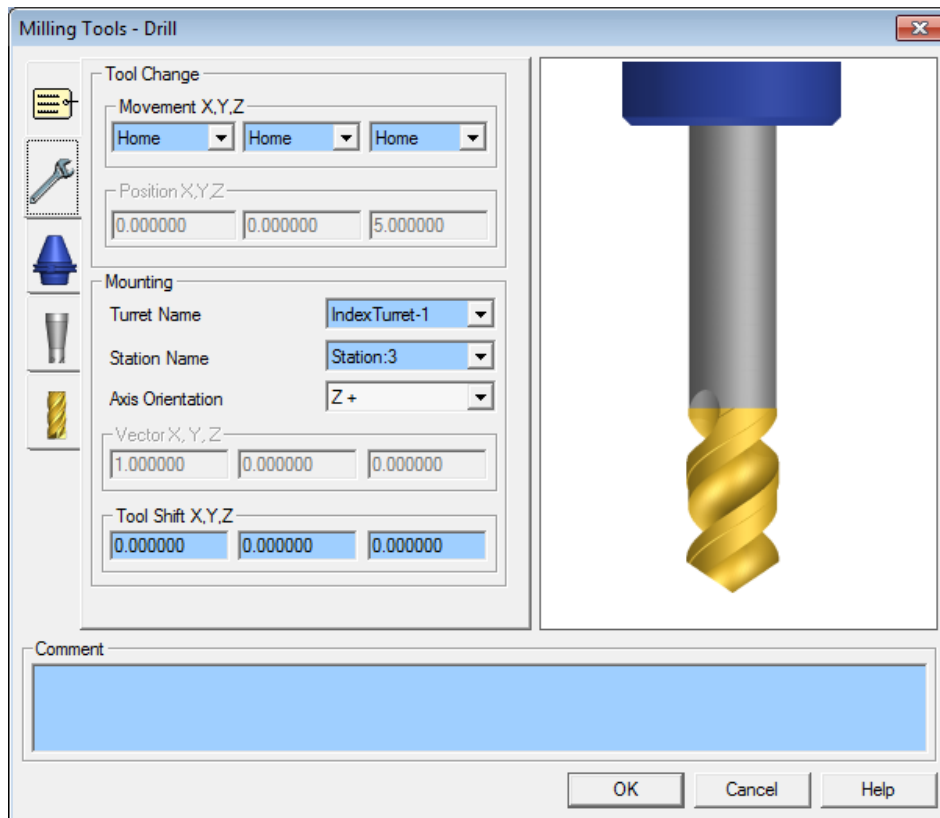 Milling Tools - Drill
Tool Change
Movement X,Y,Z
Home Home Home
Position X,Y,Z
0.000000 0.000000 5.000000
Mounting
Turret Name IndexTurret-1
Station Name Station:3
Axis Orientation Z +
Vector X, Y, Z
1.000000 0.000000 0.000000
Tool Shift X,Y,Z
0.000000 0.000000 0.000000
Comment
OK Cancel Help